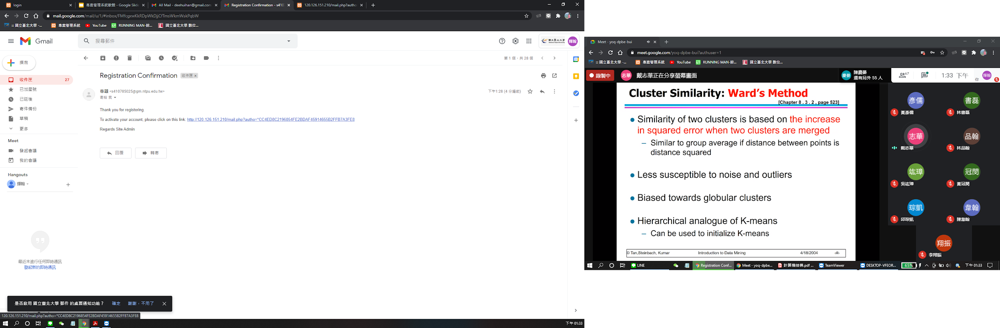 login
專案管理系統軟體 - Google Slide
All Mail - deehuihan@gmail.com
Registration Confirmation - s410
120.126.151.210/mail.php?autho
mail.google.com/mail/u/1/#inbox/FMfcgxwKkRDpWkDjjCfTmsWkmWskPqbW
::: 國立臺北大學 -...
專案管理系統
YouTube
RUNNING MAN-綜...
國立臺北大學 數位...
Gmail
搜尋郵件
國立臺北大學
輝翰
撰寫
第 1 個，共 28 個
收件匣
27
已加星號
已延後
寄件備份
草稿
更多
Meet
發起會議
我的會議
Hangouts
輝翰
最近未進行任何即時通訊
發起新的即時通訊
Registration Confirmation
收件匣 ×
專題 <s410785025@gm.ntpu.edu.tw>
寄給 我
下午1:28 (4 分鐘前)
Thank you for registering.
To activate your account, please click on this link: http://120.126.151.210/mail.php?autho="CC4ED8C2196854FE2BDAF45914655B2FFB7A3FE8
Regards Site Admin
回覆
轉寄
31
是否啟用 國立臺北大學 郵件 的桌面通知功能？
確定
謝謝，不用了
120.126.151.210/mail.php?autho="CC4ED8C2196854FE2BDAF45914655B2FFB7A3FE8
下午 01:33
Meet - yoq-dpbe-bui
meet.google.com/yoq-dpbe-bui?authuser=1
::: 國立臺北大學 -...
專案管理系統
YouTube
RUNNING MAN-綜...
國立臺北大學 數位...
錄製中
志華
戴志華正在分享螢幕畫面
慶晏
陳慶晏
還有另外 55 人
67
1:33 下午
你
輝翰
Cluster Similarity: Ward's Method
[Chapter 8 . 3 . 2 , page 523]
Similarity of two clusters is based on the increase
in squared error when two clusters are merged
– Similar to group average if distance between points is
distance squared
Less susceptible to noise and outliers
Biased towards globular clusters
Hierarchical analogue of K-means
– Can be used to initialize K-means
© Tan,Steinbach, Kumar
Introduction to Data Mining
4/18/2004
‹#›
彥儒
黃彥儒
書磊
林書磊
志華
戴志華
品翰
林品翰
竑瑋
吳竑瑋
冠閔
黃冠閔
琮凱
邱琮凱
韋翰
陳韋翰
翔振
李翔振
LINE
Registration Conf...
Meet - yoq-dpbe...
計算機結構.pdf ...
TeamViewer
DESKTOP-VFEOR...
65%
下午 01:33